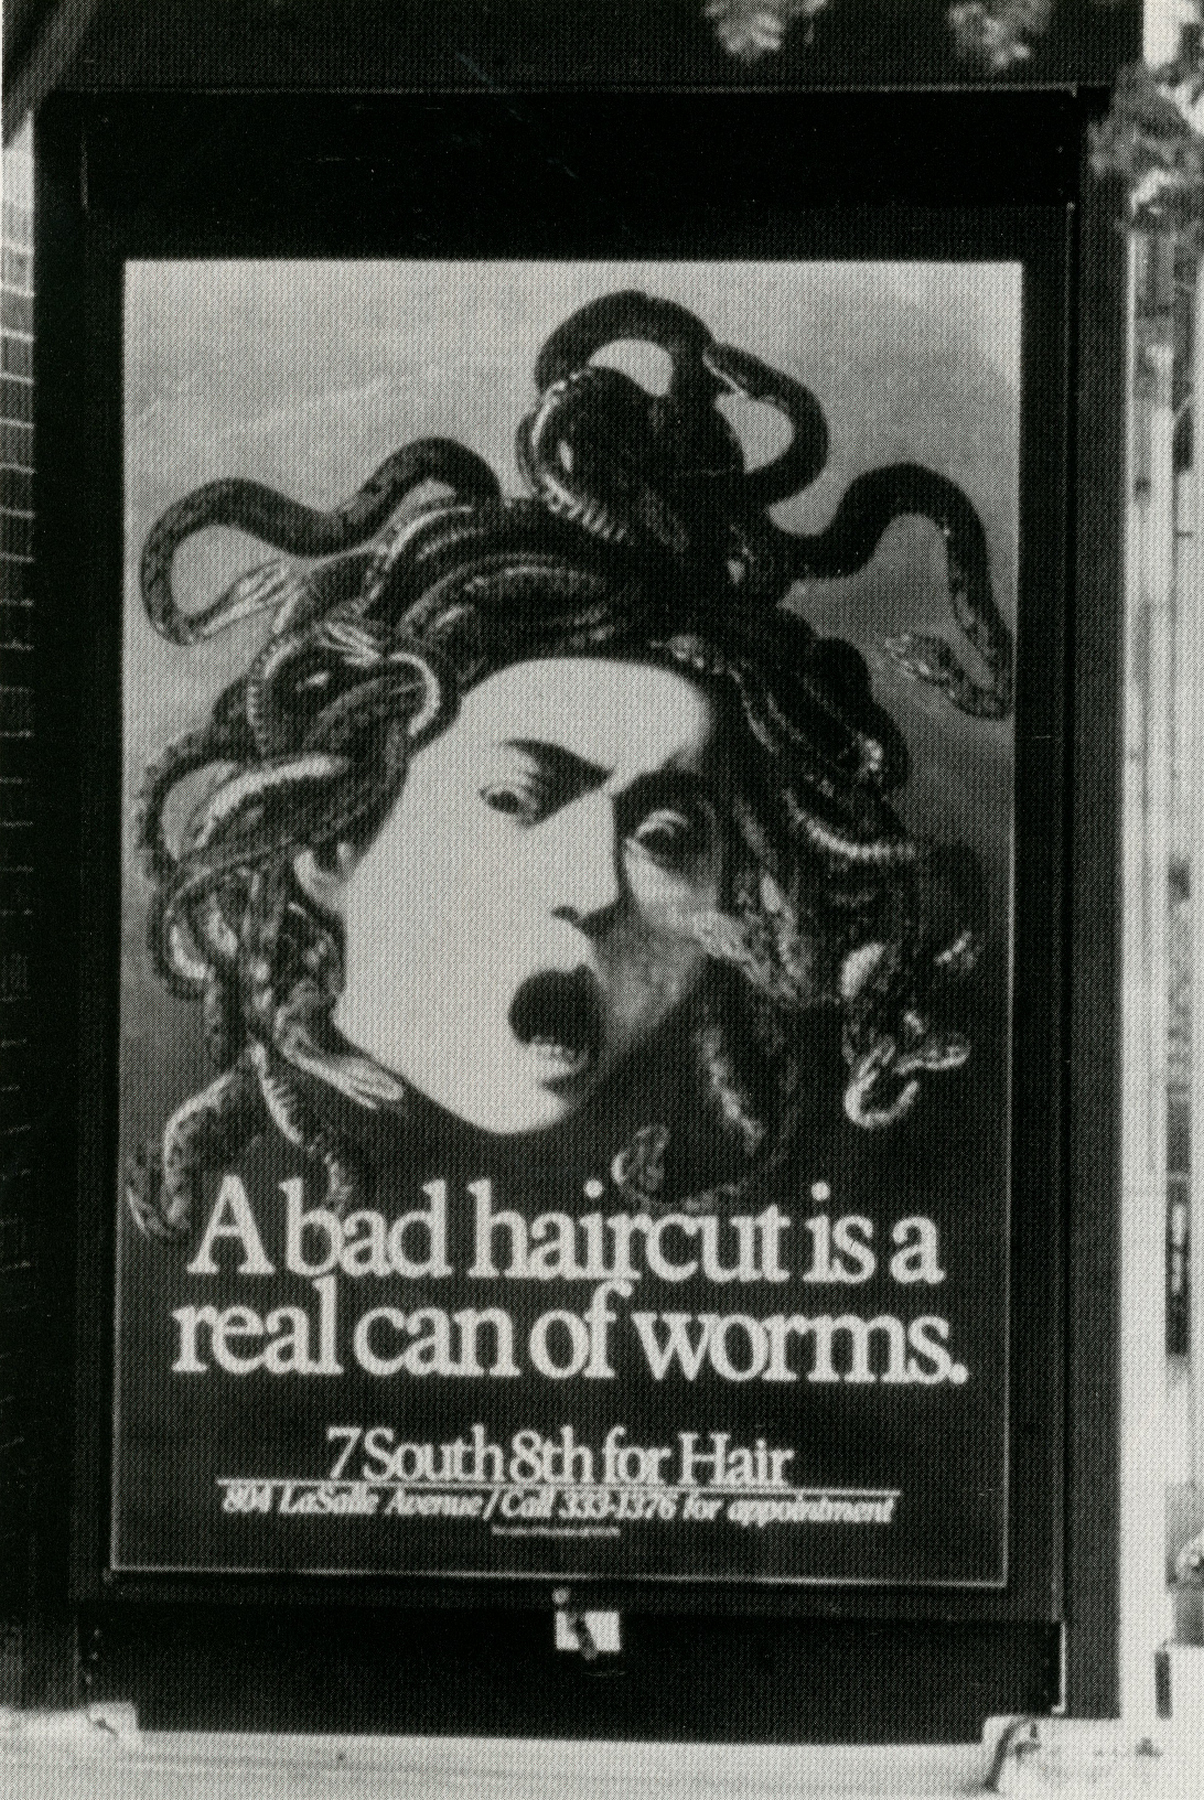 A bad haircut is a
real can of worms.
7 South 8th for Hair
804 LaSalle Avenue / Call 333-1376 for appointment